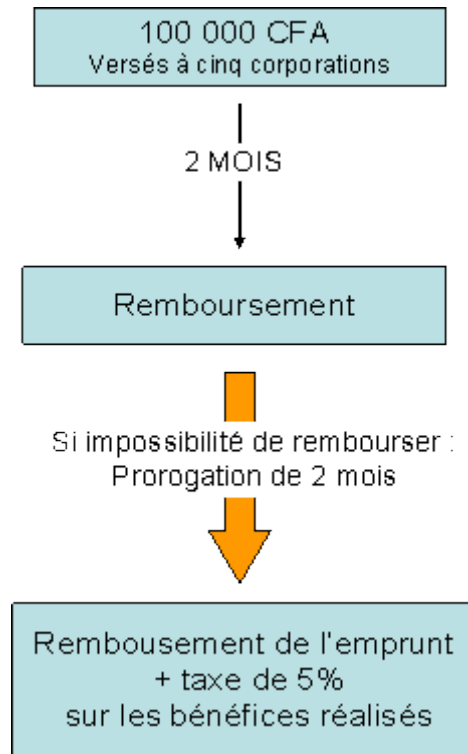 100 000 CFA
Versés à cinq corporations
2 MOIS
Remboursement
Si impossibilité de rembourser :
Prorogation de 2 mois
Rembousement de l'emprunt
+ taxe de 5%
sur les bénéfices réalisés